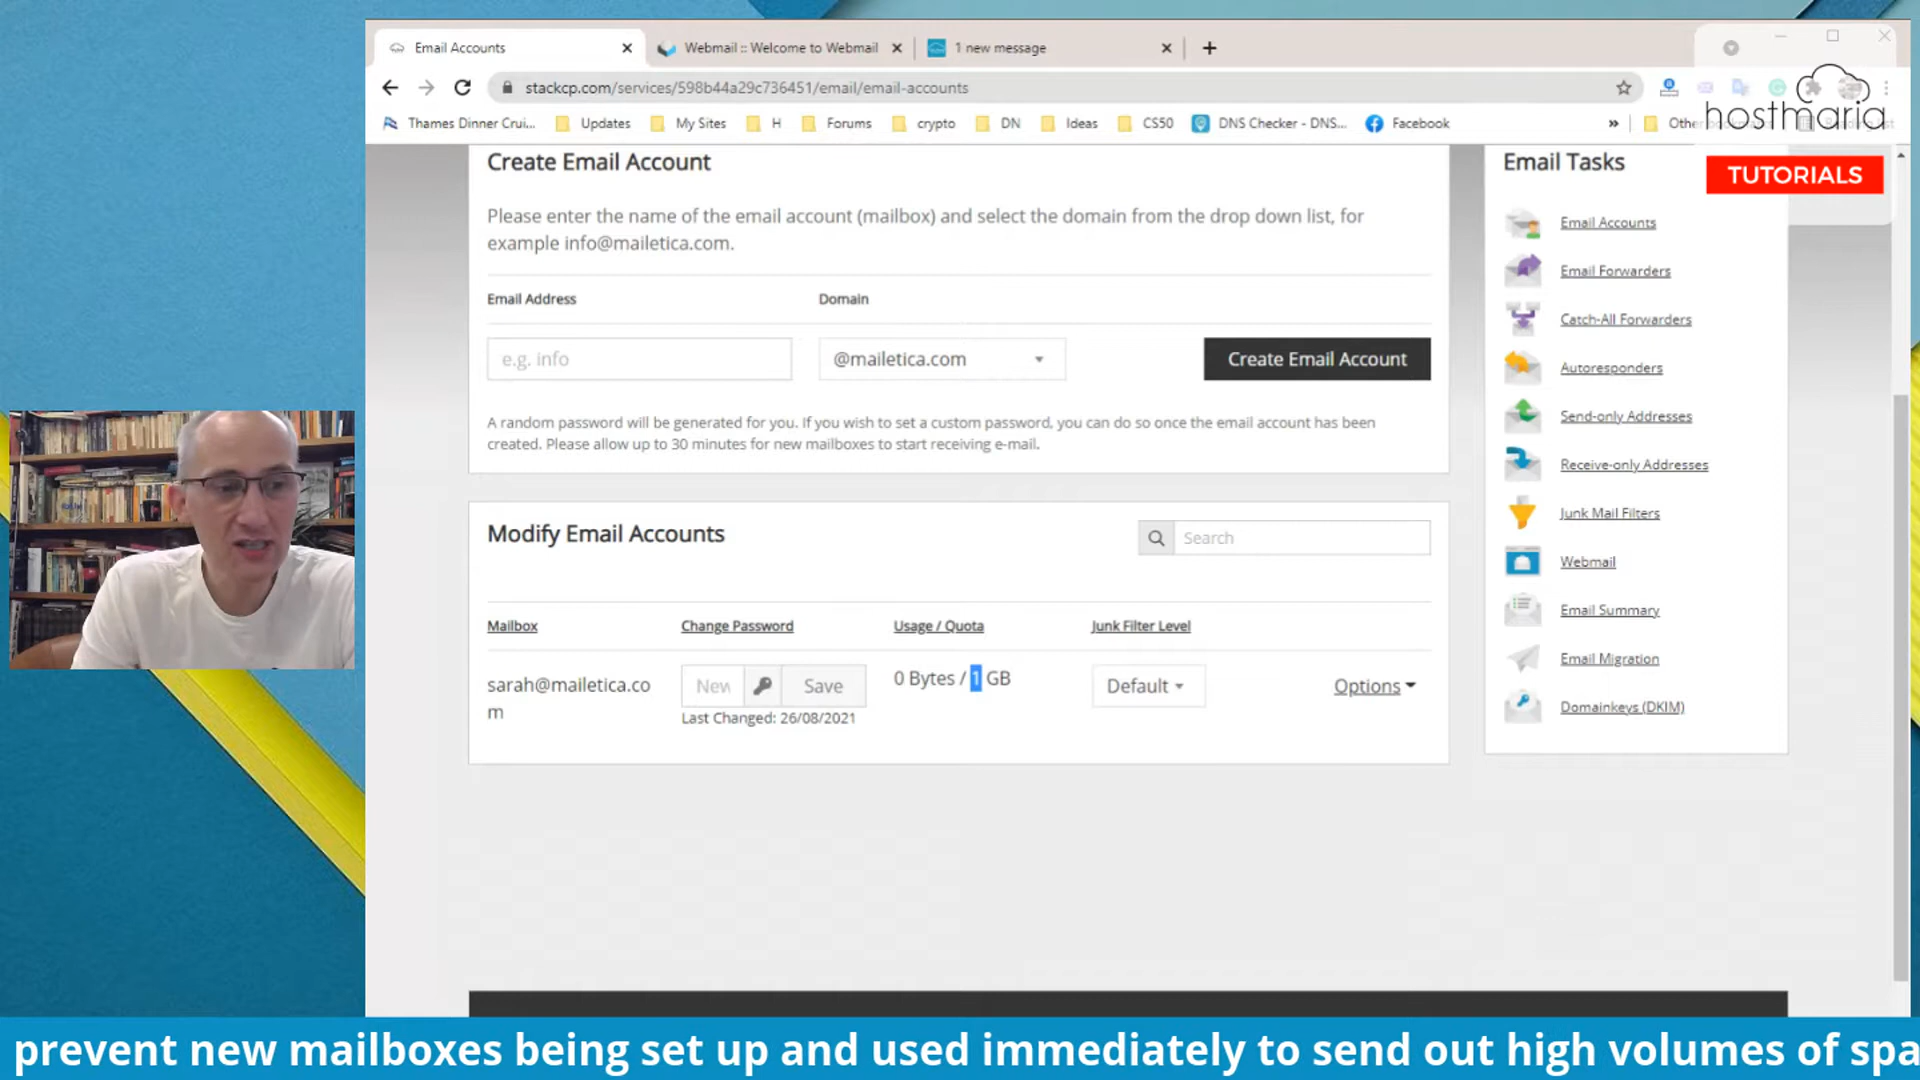 Email Accounts
Webmail :: Welcome to Webmail
1 new message
stackcp.com/services/598b44a29c736451/email/email-accounts
Thames Dinner Crui...
Updates
My Sites
H
Forums
crypto
DN
Ideas
CS50
DNS Checker - DNS...
Facebook
»
hostmaria
TUTORIALS
Create Email Account
Please enter the name of the email account (mailbox) and select the domain from the drop down list, for
example info@mailetica.com.
Email Address
Domain
e.g. info
@mailetica.com
Create Email Account
A random password will be generated for you. If you wish to set a custom password, you can do so once the email account has been
created. Please allow up to 30 minutes for new mailboxes to start receiving e-mail.
Modify Email Accounts
Search
Mailbox
Change Password
Usage / Quota
Junk Filter Level
sarah@mailetica.co
m
New
Save
Last Changed: 26/08/2021
0 Bytes / 1 GB
Default
Options
Email Tasks
Email Accounts
Email Forwarders
Catch-All Forwarders
Autoresponders
Send-only Addresses
Receive-only Addresses
Junk Mail Filters
Webmail
Email Summary
Email Migration
Domainkeys (DKIM)
prevent new mailboxes being set up and used immediately to send out high volumes of spa